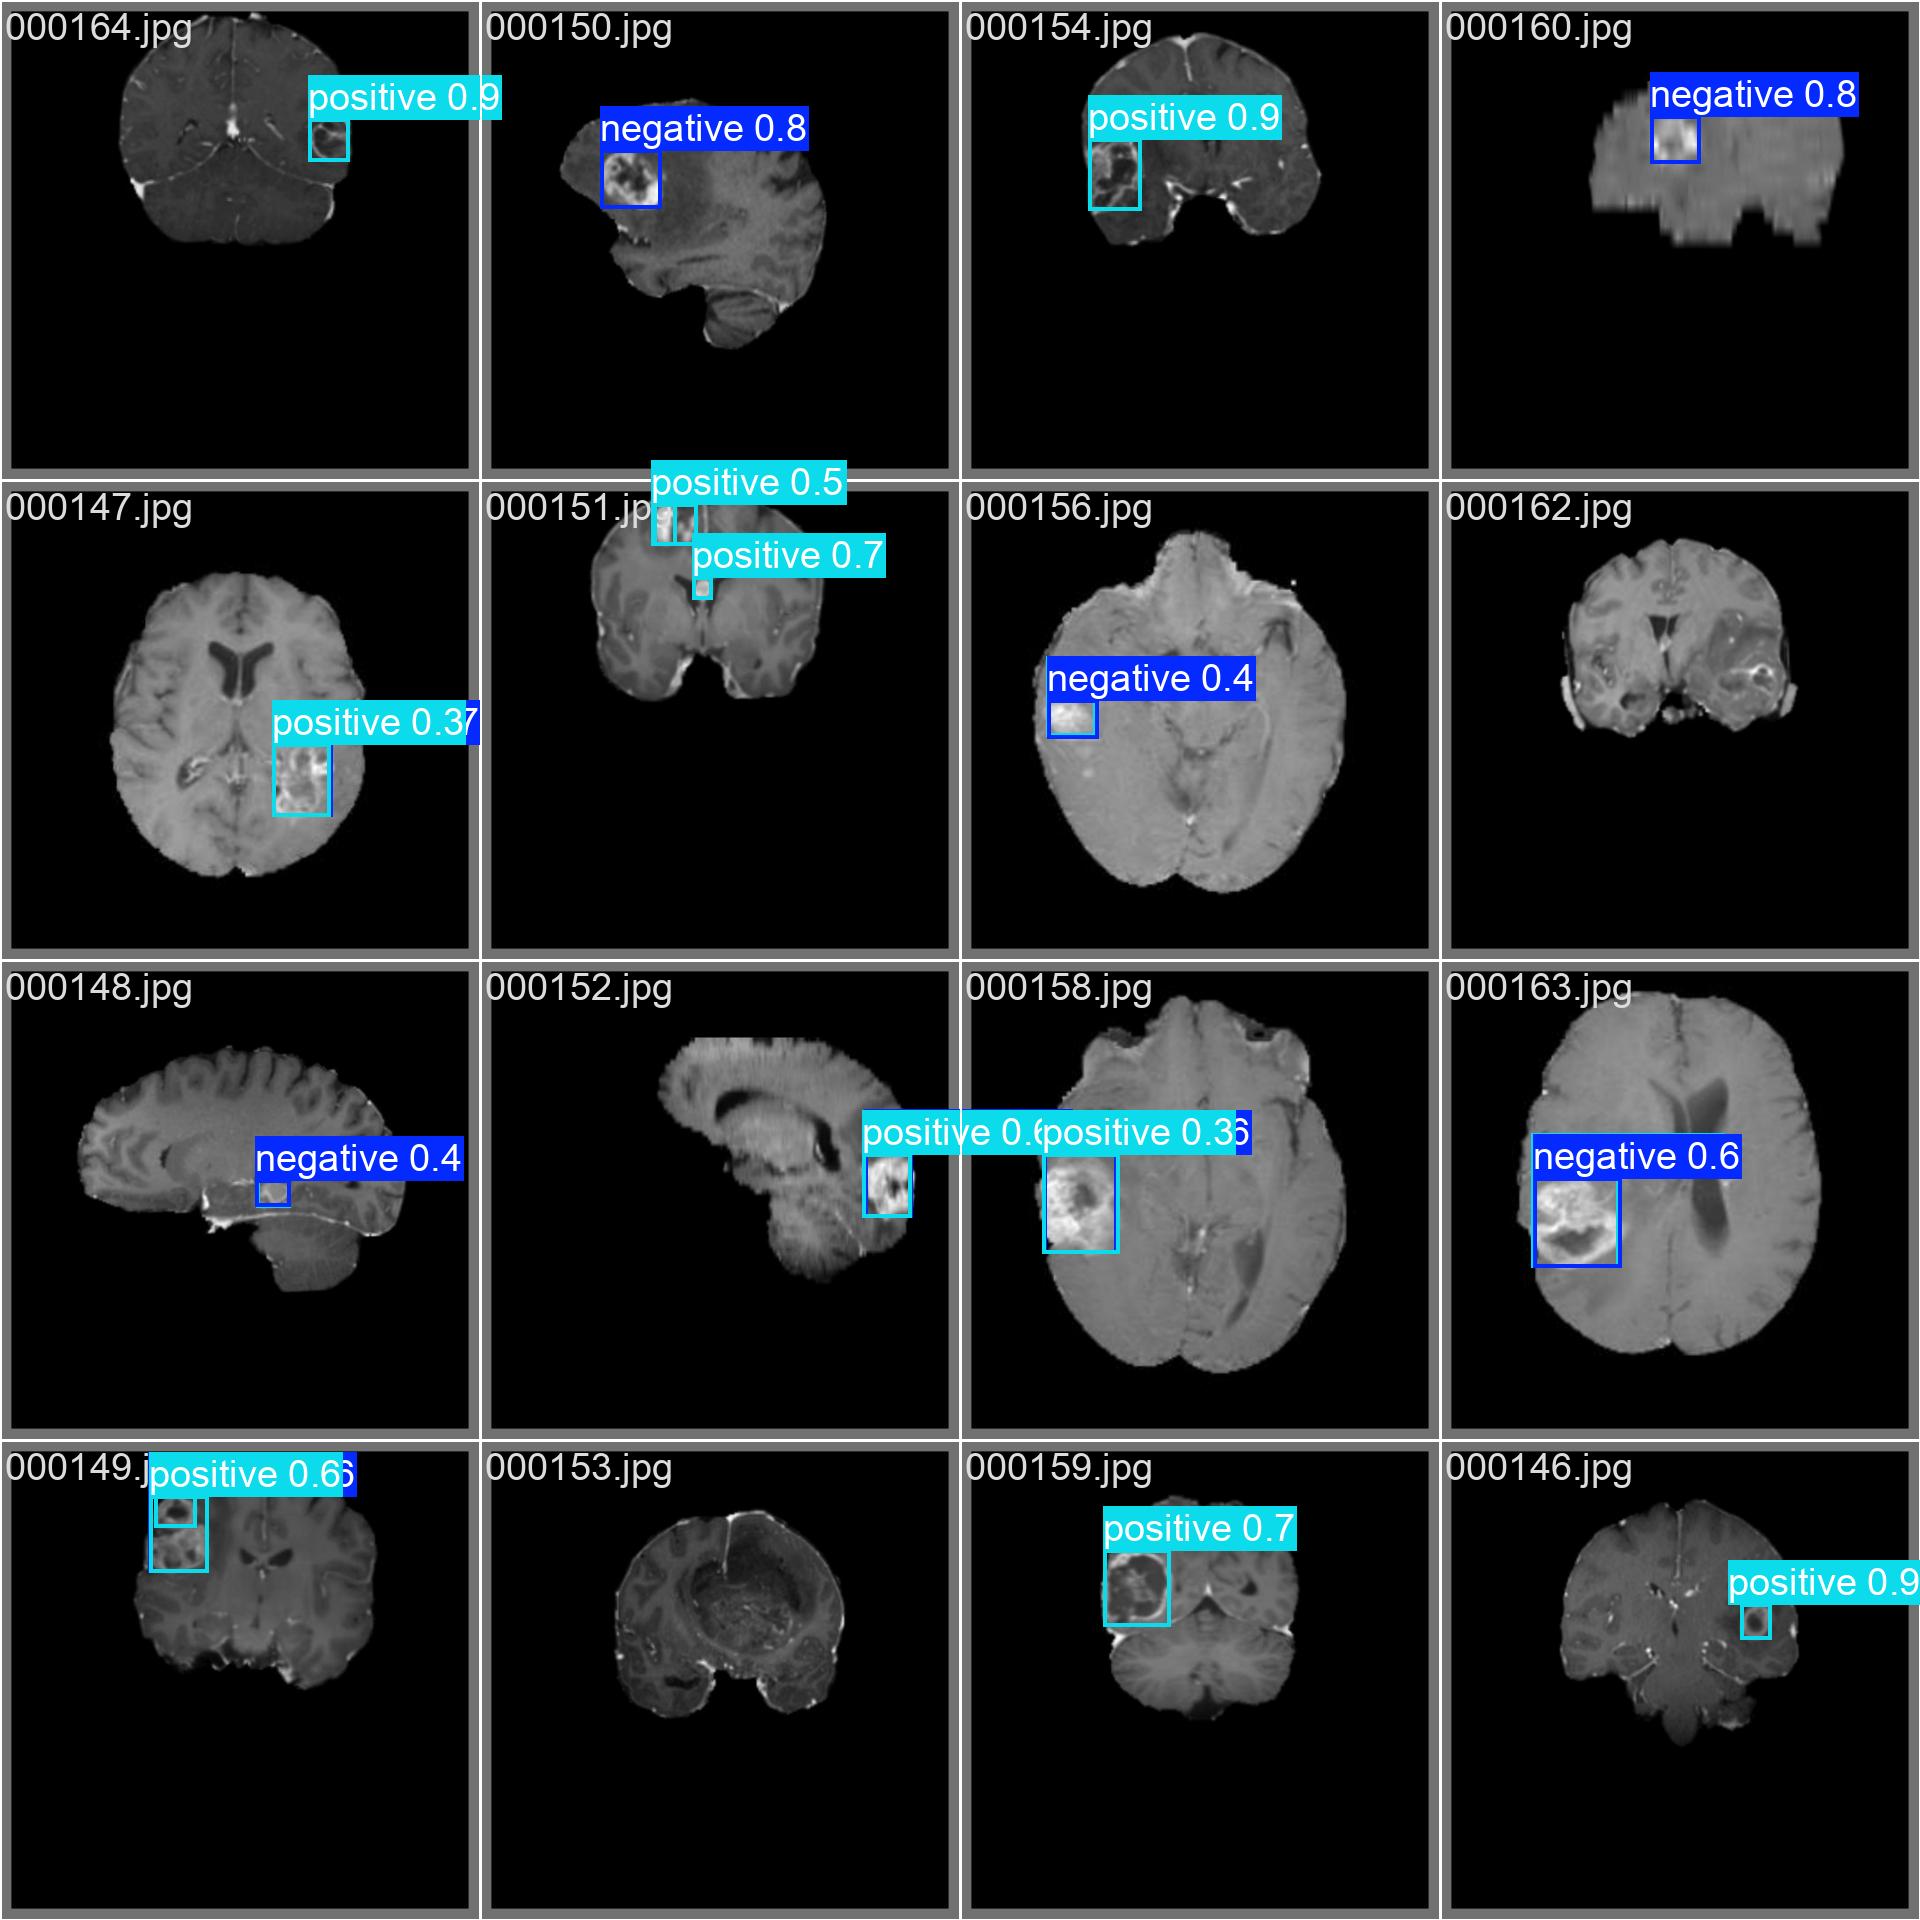 000164.jpg
positive 0.9
000150.jpg
negative 0.8
000154.jpg
positive 0.9
000160.jpg
negative 0.8
000147.jpg
positive 0.37
000151.jp
positive 0.5
positive 0.7
000156.jpg
negative 0.4
000162.jpg
000148.jpg
negative 0.4
000152.jpg
positive 0.6
000158.jpg
positive 0.36
000163.jpg
negative 0.6
000149.j
positive 0.66
000153.jpg
000159.jpg
positive 0.7
000146.jpg
positive 0.9